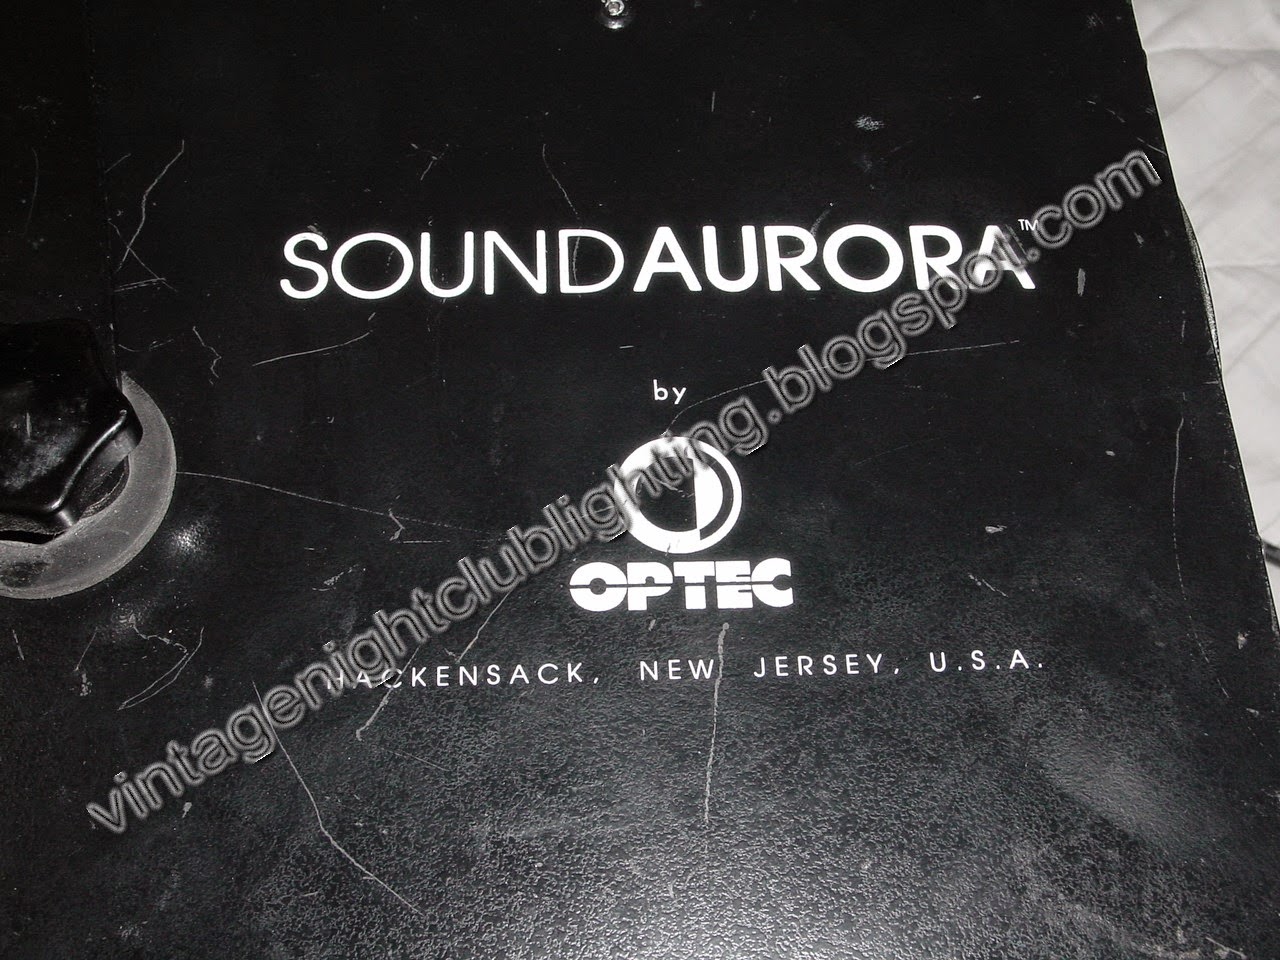 SOUNDAURORA™
by
OPTEC
HACKENSACK, NEW JERSEY, U.S.A.
vintagenightclublighting.blogspot.com